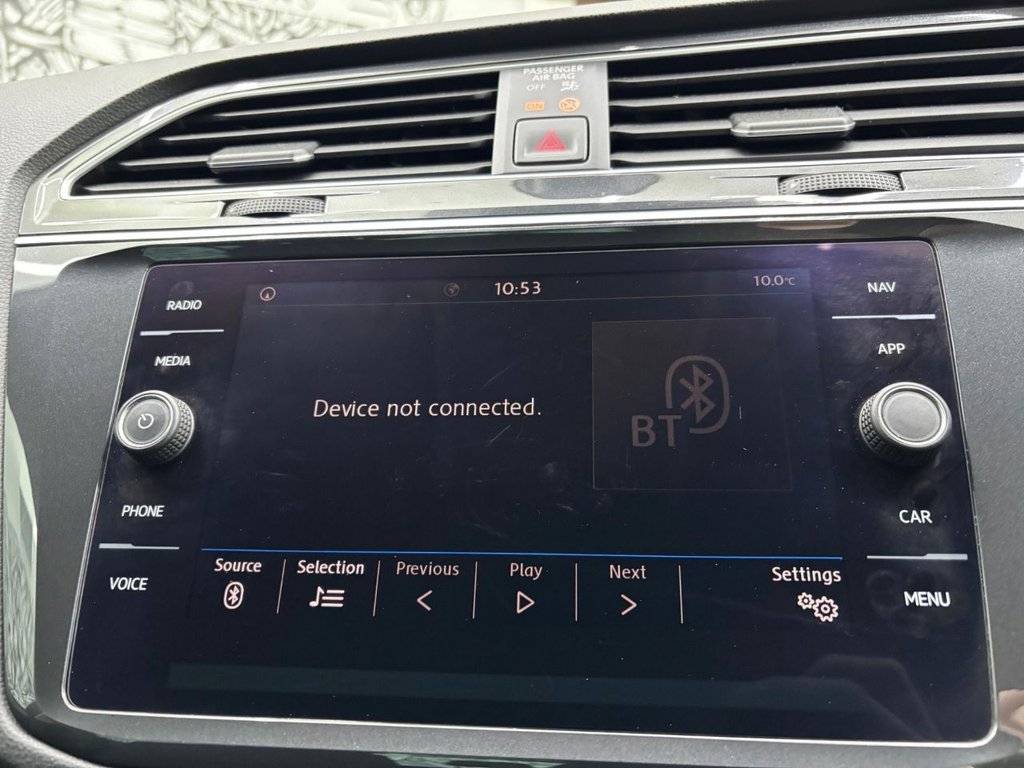 PASSENGER
AIR BAG
OFF
ON
RADIO
MEDIA
PHONE
VOICE
10:53
10.0°C
Device not connected.
BT
Source
Selection
Previous
Play
Next
Settings
NAV
APP
CAR
MENU